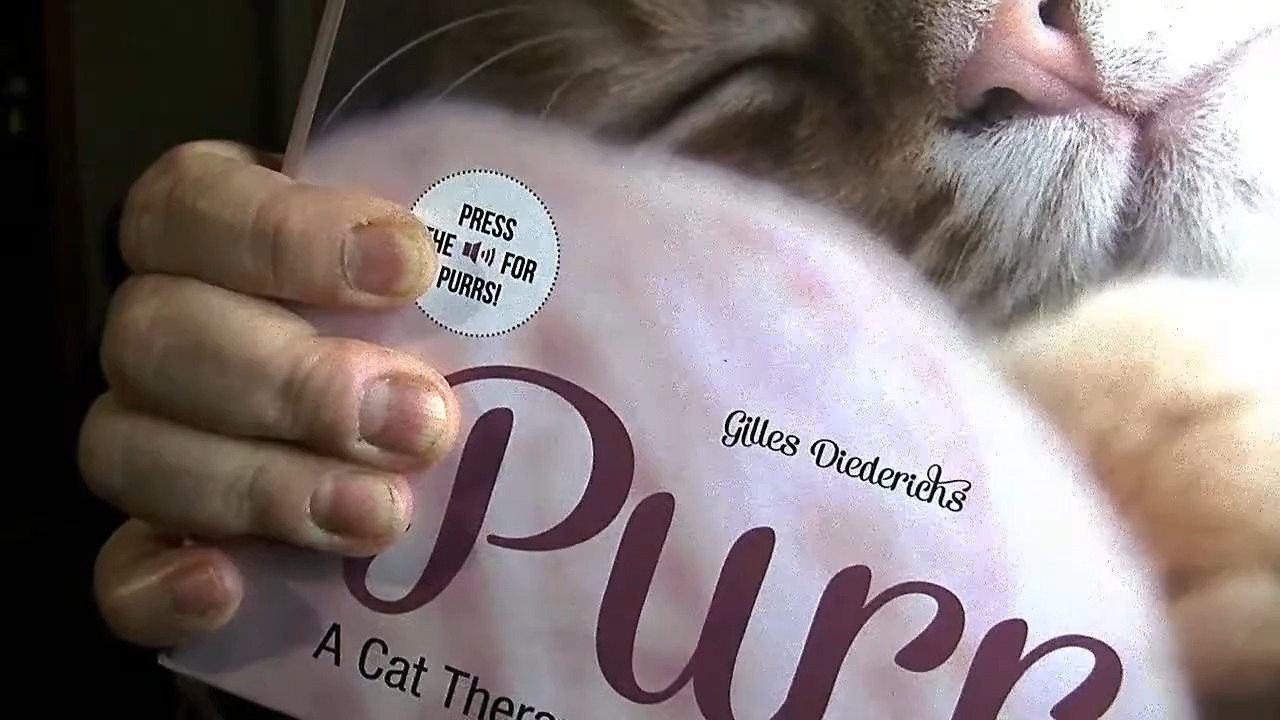 PRESS
THE FOR
PURRS!
Gilles Diederichs
Purr
A Cat